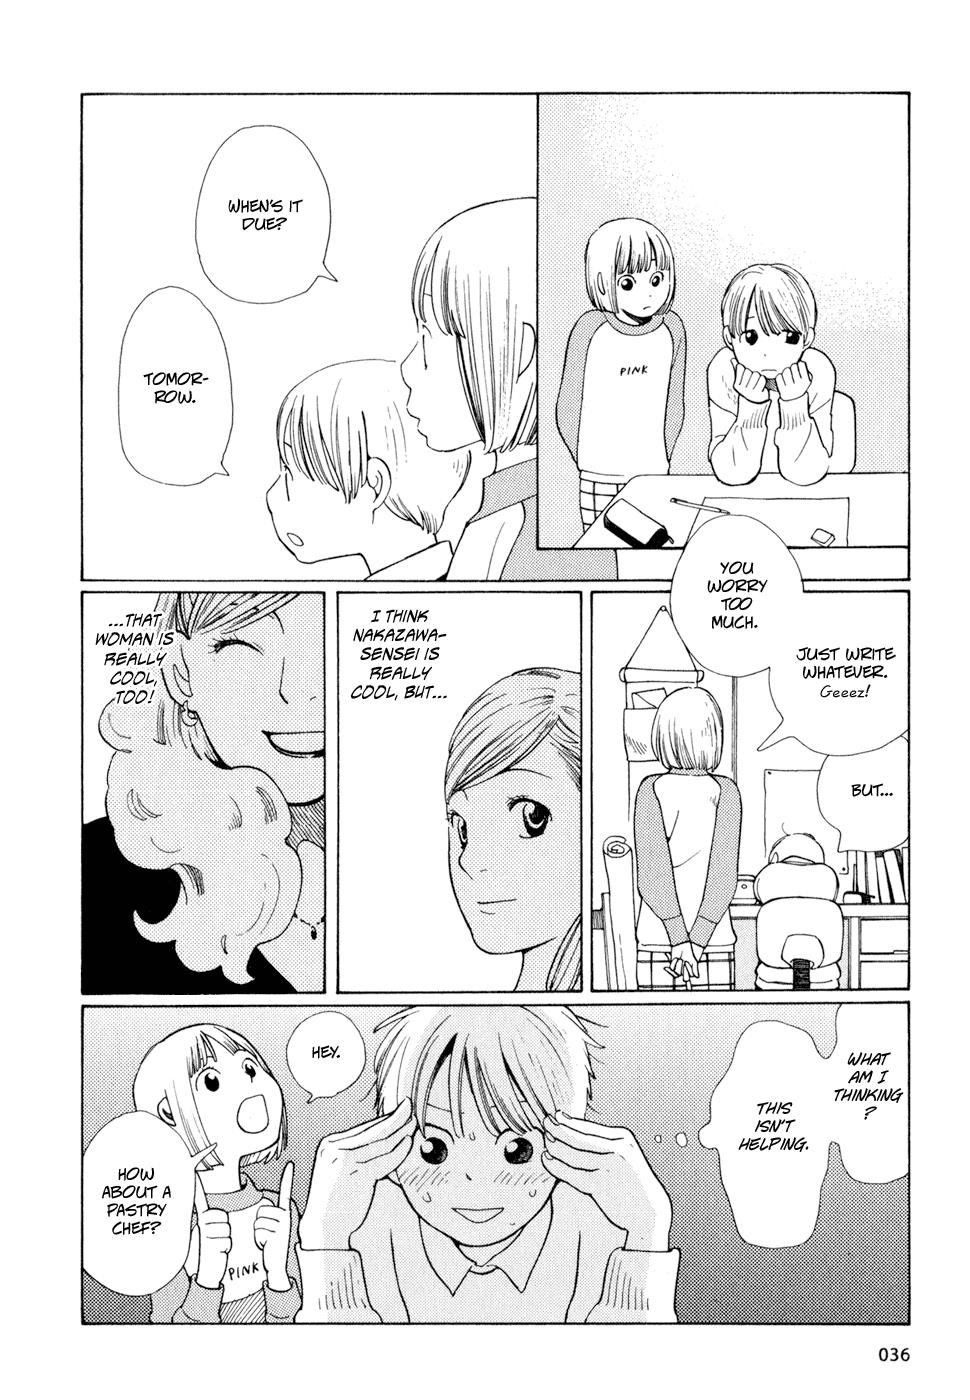 PINK
WHEN'S IT
DUE?
TOMOR-
ROW.
YOU
WORRY
TOO
MUCH.
JUST WRITE
WHATEVER.
Geeez!
BUT...
I THINK
NAKAZAWA-
SENSEI IS
REALLY
COOL, BUT...
...THAT
WOMAN IS
REALLY
COOL,
TOO!
WHAT
AM I
THINKING
?
THIS
ISN'T
HELPING.
HEY.
HOW
ABOUT A
PASTRY
CHEF?
PINK
036